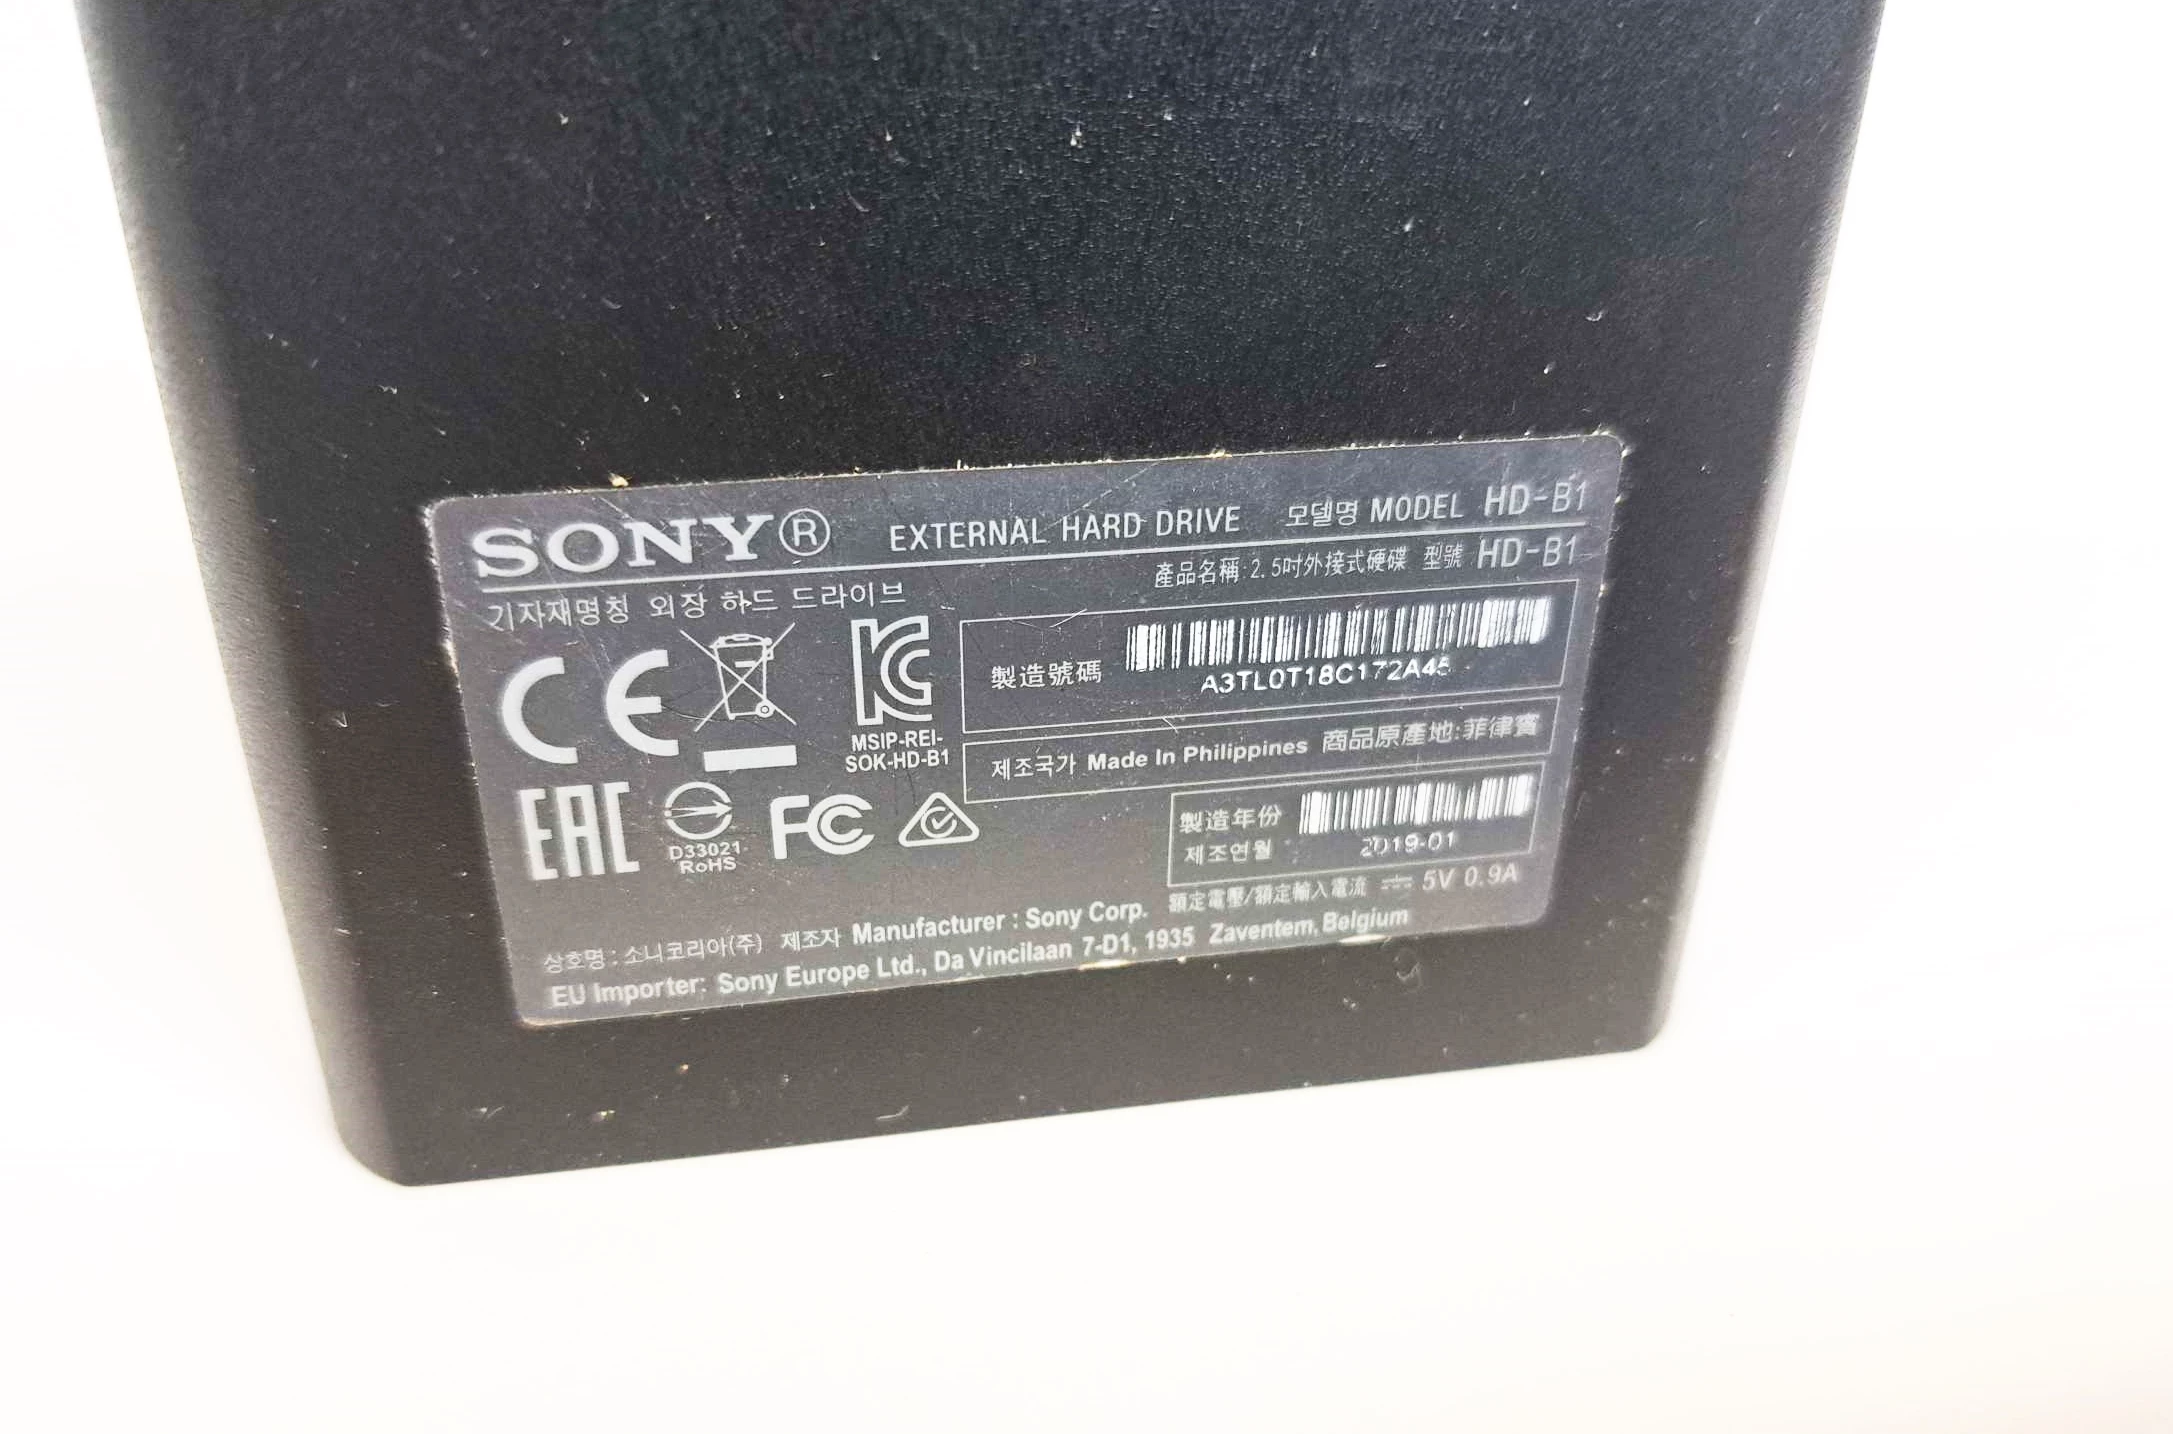 SONY® EXTERNAL HARD DRIVE 모델명 MODEL HD-B1
產品名稱:2.5吋外接式硬碟 型號 HD-B1
기자재명칭 외장 하드 드라이브
CE
MSIP-REI-
SOK-HD-B1
製造號碼
A3TL0T18C172A45
제조국가 Made In Philippines 商品原產地:菲律賓
EAC
D33021
RoHS
FC
製造年份
제조연월 2019-01
額定電壓/額定輸入電流 ⎓ 5V 0.9A
상호명 : 소니코리아(주) 제조자 Manufacturer : Sony Corp.
EU Importer: Sony Europe Ltd., Da Vincilaan 7-D1, 1935 Zaventem, Belgium